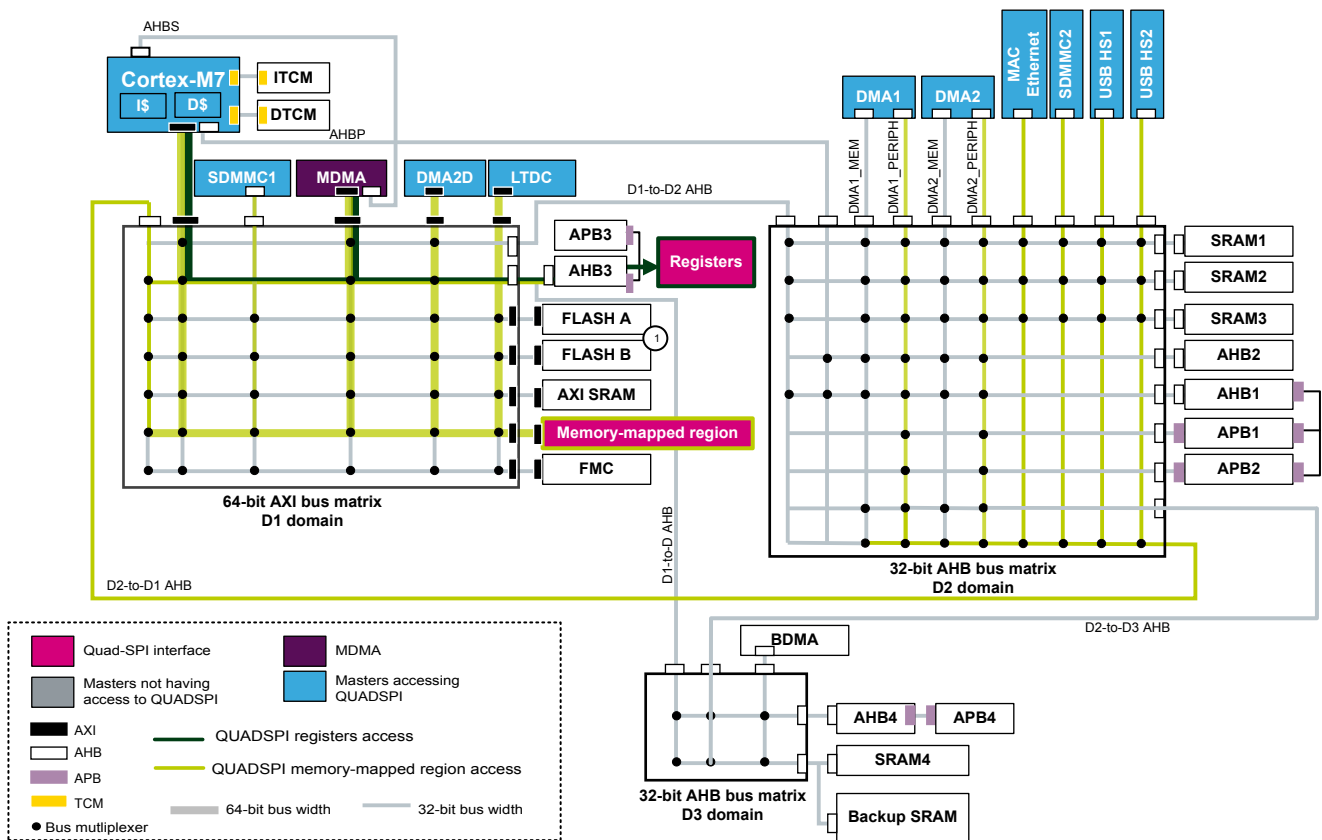 AHBS
Cortex-M7
I$
D$
ITCM
DTCM
AHBP
SDMMC1
MDMA
DMA2D
LTDC
DMA1
DMA2
MAC
Ethernet
SDMMC2
USB HS1
USB HS2
DMA1_MEM
DMA1_PERIPH
DMA2_MEM
DMA2_PERIPH
D1-to-D2 AHB
APB3
AHB3
Registers
FLASH A
FLASH B
1
AXI SRAM
Memory-mapped region
FMC
64-bit AXI bus matrix
D1 domain
SRAM1
SRAM2
SRAM3
AHB2
AHB1
APB1
APB2
32-bit AHB bus matrix
D2 domain
D2-to-D1 AHB
D1-to-D AHB
D2-to-D3 AHB
BDMA
AHB4
APB4
SRAM4
Backup SRAM
32-bit AHB bus matrix
D3 domain
Quad-SPI interface
MDMA
Masters not having
access to QUADSPI
Masters accessing
QUADSPI
AXI
AHB
APB
TCM
Bus mutliplexer
QUADSPI registers access
QUADSPI memory-mapped region access
64-bit bus width
32-bit bus width